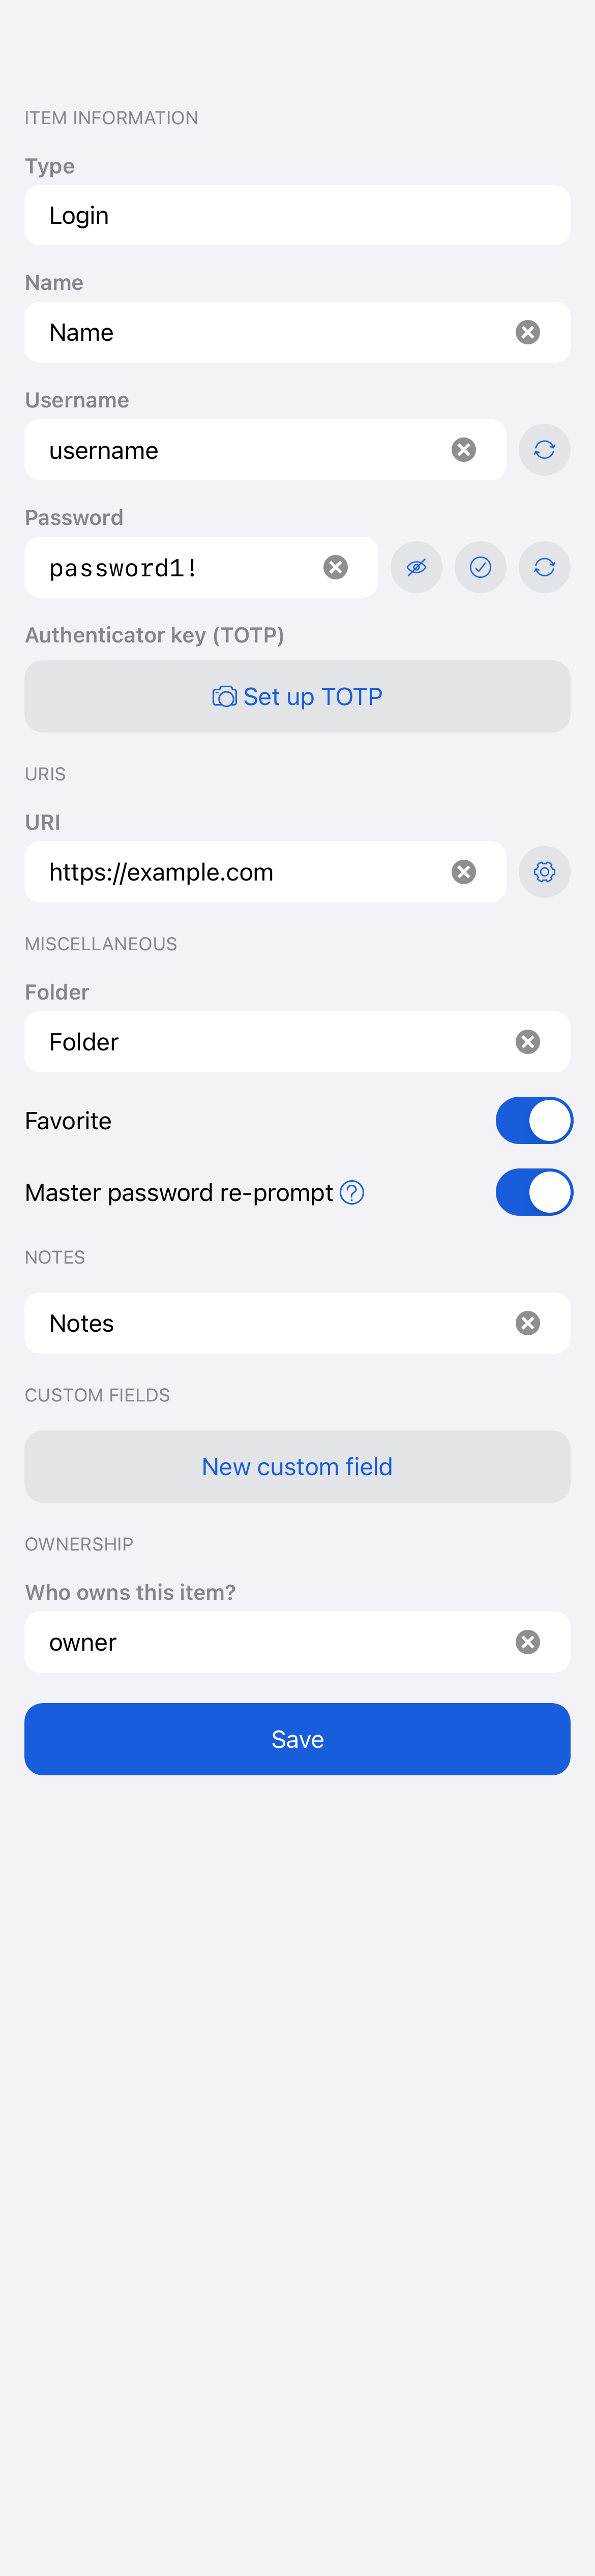 ITEM INFORMATION
Type
Login
Name
Name
Username
username
Password
password1!
Authenticator key (TOTP)
Set up TOTP
URIS
URI
https://example.com
MISCELLANEOUS
Folder
Folder
Favorite
Master password re-prompt
NOTES
Notes
CUSTOM FIELDS
New custom field
OWNERSHIP
Who owns this item?
owner
Save